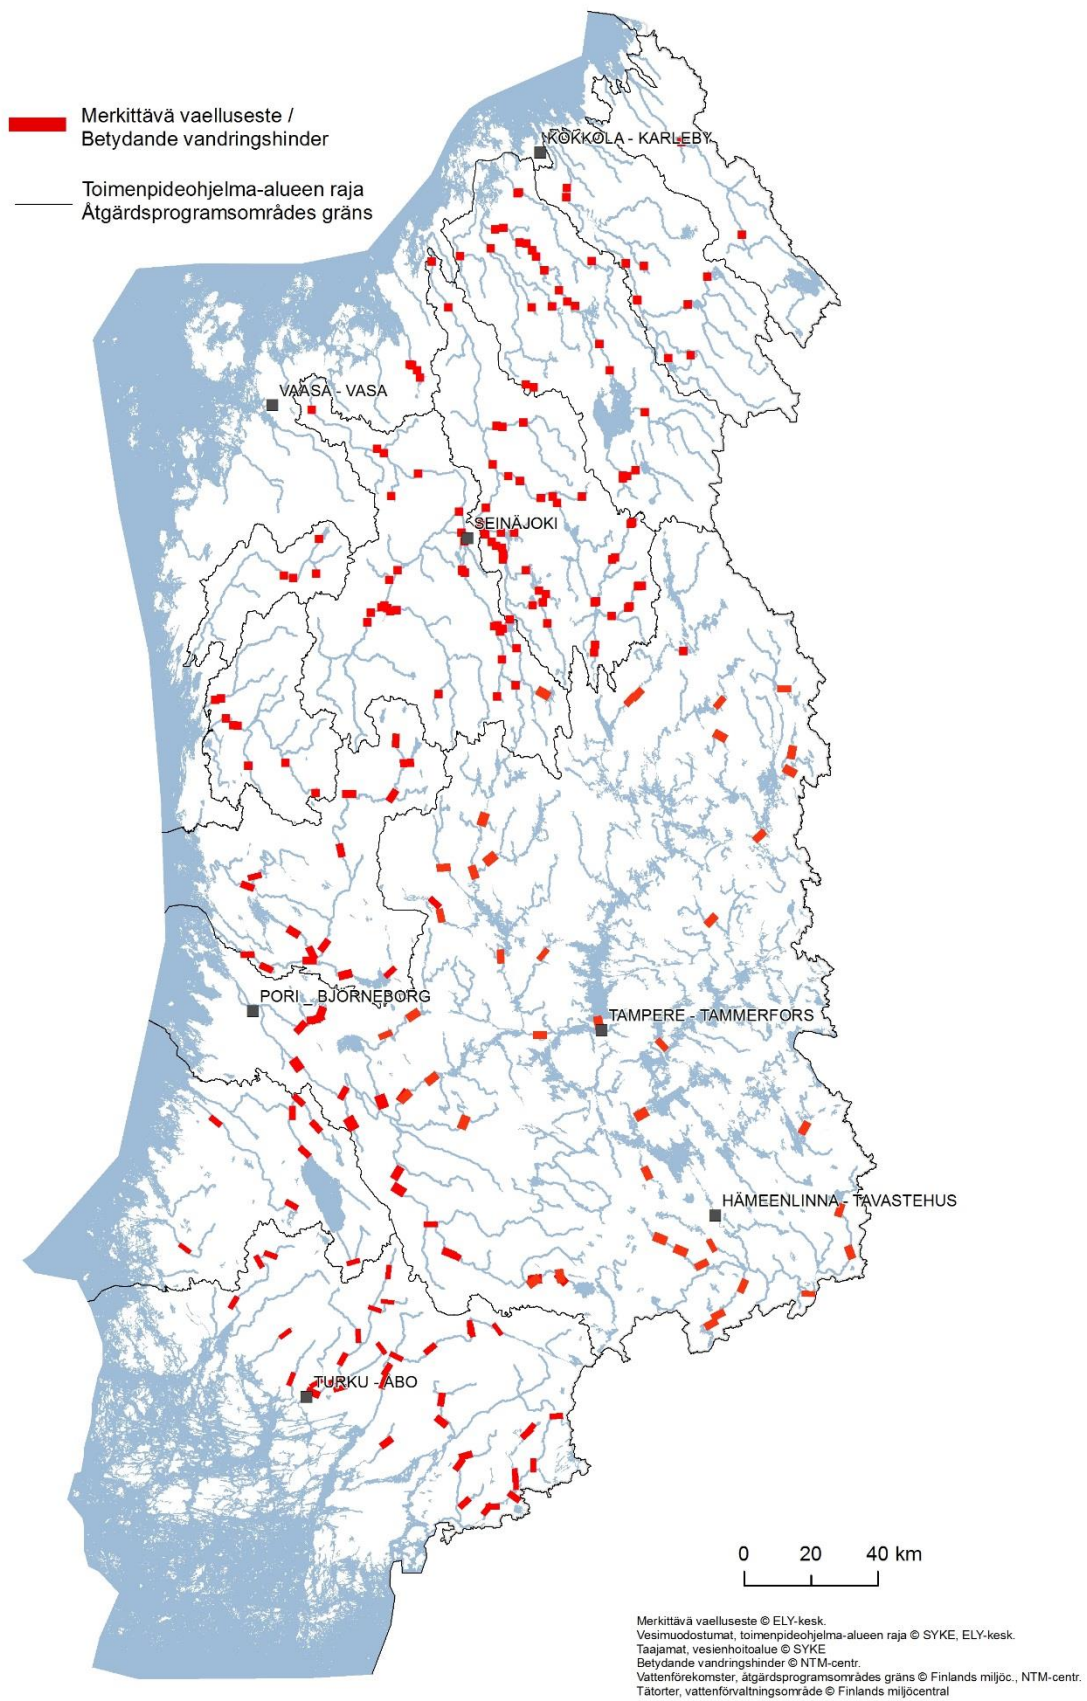 Merkittävä vaelluseste /
Betydande vandringshinder
Toimenpideohjelma-alueen raja
Åtgärdsprogramsområdes gräns
KOKKOLA - KARLEBY
VAASA - VASA
SEINÄJOKI
PORI _ BJÖRNEBORG
TAMPERE - TAMMERFORS
HÄMEENLINNA - TAVASTEHUS
TURKU - ÅBO
0 20 40 km
Merkittävä vaelluseste © ELY-kesk.
Vesimuodostumat, toimenpideohjelma-alueen raja © SYKE, ELY-kesk.
Taajamat, vesienhoitoalue © SYKE
Betydande vandringshinder © NTM-centr.
Vattenförekomster, åtgärdsprogramsområdes gräns © Finlands miljöc., NTM-centr.
Tätorter, vattenförvaltningsområde © Finlands miljöcentral